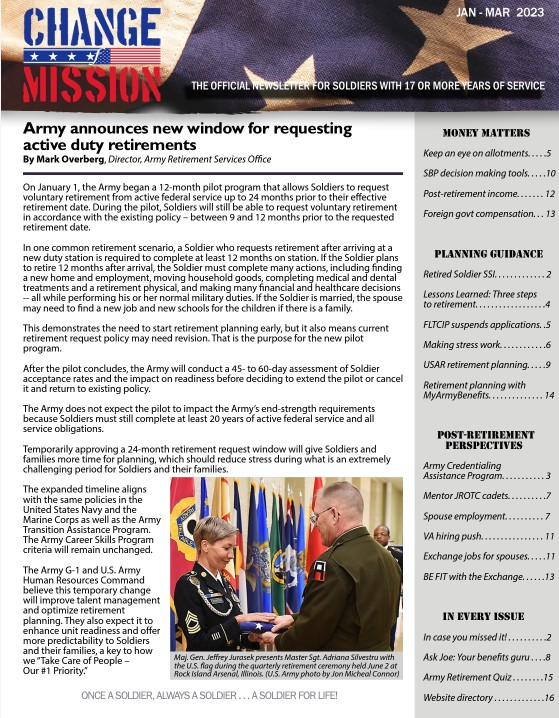 JAN - MAR 2023
CHANGE
of
MISSION
THE OFFICIAL NEWSLETTER FOR SOLDIERS WITH 17 OR MORE YEARS OF SERVICE
Army announces new window for requesting
active duty retirements
By Mark Overberg, Director, Army Retirement Services Office
On January 1, the Army began a 12-month pilot program that allows Soldiers to request
voluntary retirement from active federal service up to 24 months prior to their effective
retirement date. During the pilot, Soldiers will still be able to request voluntary retirement
in accordance with the existing policy – between 9 and 12 months prior to the requested
retirement date.
In one common retirement scenario, a Soldier who requests retirement after arriving at a
new duty station is required to complete at least 12 months on station. If the Soldier plans
to retire 12 months after arrival, the Soldier must complete many actions, including finding
a new home and employment, moving household goods, completing medical and dental
treatments and a retirement physical, and making many financial and healthcare decisions
-- all while performing his or her normal military duties. If the Soldier is married, the spouse
may need to find a new job and new schools for the children if there is a family.
This demonstrates the need to start retirement planning early, but it also means current
retirement request policy may need revision. That is the purpose for the new pilot
program.
After the pilot concludes, the Army will conduct a 45- to 60-day assessment of Soldier
acceptance rates and the impact on readiness before deciding to extend the pilot or cancel
it and return to existing policy.
The Army does not expect the pilot to impact the Army's end-strength requirements
because Soldiers must still complete at least 20 years of active federal service and all
service obligations.
Temporarily approving a 24-month retirement request window will give Soldiers and
families more time for planning, which should reduce stress during what is an extremely
challenging period for Soldiers and their families.
The expanded timeline aligns
with the same policies in the
United States Navy and the
Marine Corps as well as the Army
Transition Assistance Program.
The Army Career Skills Program
criteria will remain unchanged.
The Army G-1 and U.S. Army
Human Resources Command
believe this temporary change
will improve talent management
and optimize retirement
planning. They also expect it to
enhance unit readiness and offer
more predictability to Soldiers
and their families, a key to how
we "Take Care of People –
Our #1 Priority."
Maj. Gen. Jeffrey Jurasek presents Master Sgt. Adriana Silvestru with
the U.S. flag during the quarterly retirement ceremony held June 2 at
Rock Island Arsenal, Illinois. (U.S. Army photo by Jon Micheal Connor)
ONCE A SOLDIER, ALWAYS A SOLDIER . . . A SOLDIER FOR LIFE!
MONEY MATTERS
Keep an eye on allotments.....5
SBP decision making tools....10
Post-retirement income.......12
Foreign govt compensation...13
PLANNING GUIDANCE
Retired Soldier SSI.............2
Lessons Learned: Three steps
to retirement.................4
FLTCIP suspends applications..5
Making stress work...........6
USAR retirement planning.....9
Retirement planning with
MyArmyBenefits..............14
POST-RETIREMENT
PERSPECTIVES
Army Credentialing
Assistance Program...........3
Mentor JROTC cadets.........7
Spouse employment..........7
VA hiring push...............11
Exchange jobs for spouses....11
BE FIT with the Exchange.....13
IN EVERY ISSUE
In case you missed it!..........2
Ask Joe: Your benefits guru....8
Army Retirement Quiz........15
Website directory............16